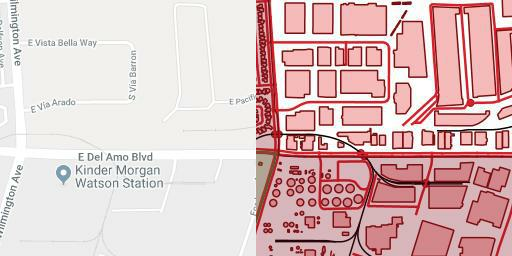 Wilmington Ave
E Vista Bella Way
S Via Barron
E Via Arado
E Pacific
E Del Amo Blvd
Kinder Morgan
Watson Station
Wilmington Ave